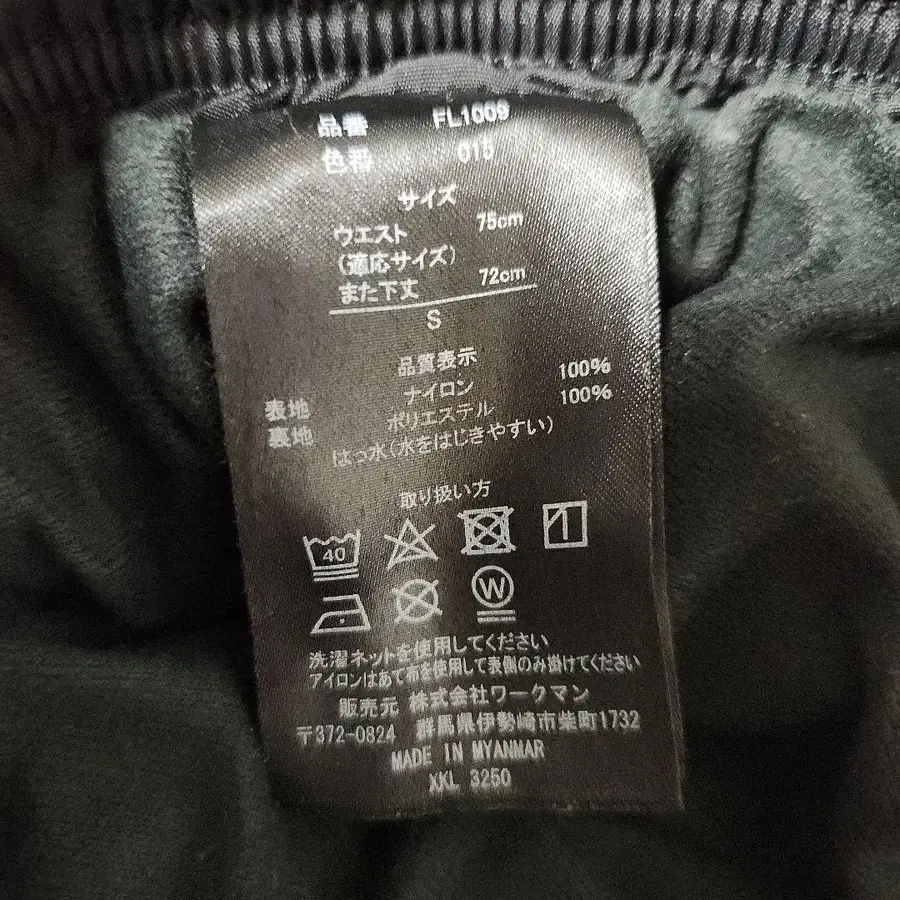 品番 FL1009
色番 015
サイズ
ウエスト 75cm
(適応サイズ)
また下丈 72cm
S
品質表示
表地 ナイロン 100%
裏地 ポリエステル 100%
はっ水(水をはじきやすい)
取り扱い方
40
W
洗濯ネットを使用してください
アイロンはあて布を使用して表側のみ掛けてください
販売元 株式会社ワークマン
〒372-0824 群馬県伊勢崎市柴町1732
MADE IN MYANMAR
XKL 3250